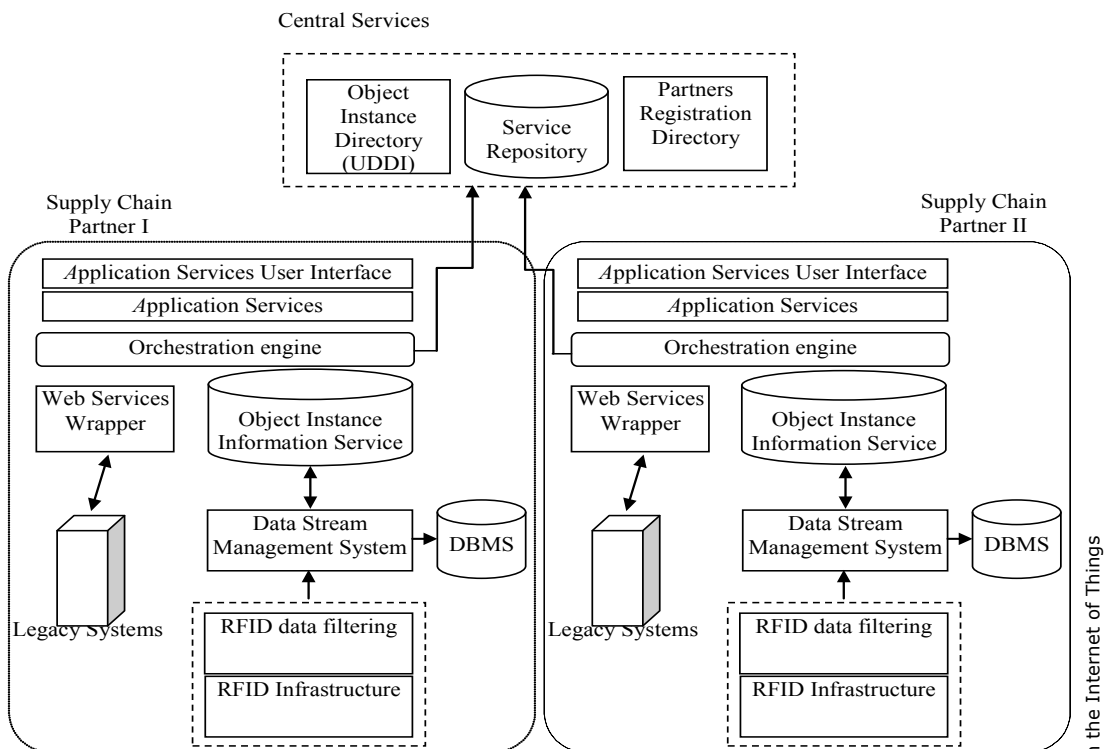 Central Services
Object
Instance
Directory
(UDDI)
Service
Repository
Partners
Registration
Directory
Supply Chain
Partner I
Supply Chain
Partner II
Application Services User Interface
Application Services
Orchestration engine
Web Services
Wrapper
Object Instance
Information Service
Data Stream
Management System
DBMS
Legacy Systems
RFID data filtering
RFID Infrastructure
Application Services User Interface
Application Services
Orchestration engine
Web Services
Wrapper
Object Instance
Information Service
Data Stream
Management System
DBMS
Legacy Systems
RFID data filtering
RFID Infrastructure
the Internet of Things